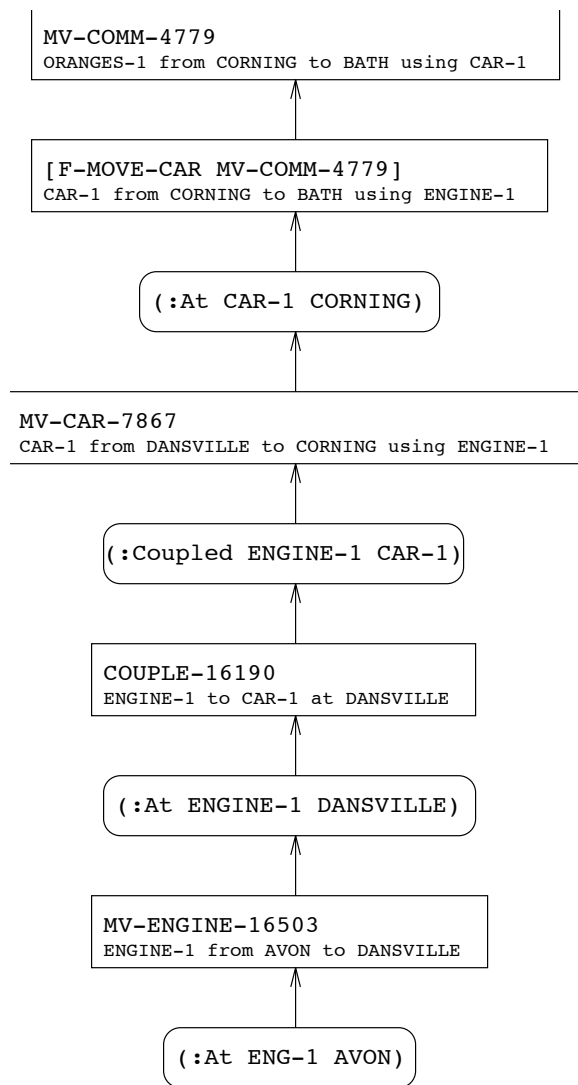 MV-COMM-4779
ORANGES-1 from CORNING to BATH using CAR-1
[F-MOVE-CAR MV-COMM-4779]
CAR-1 from CORNING to BATH using ENGINE-1
(:At CAR-1 CORNING)
MV-CAR-7867
CAR-1 from DANSVILLE to CORNING using ENGINE-1
(:Coupled ENGINE-1 CAR-1)
COUPLE-16190
ENGINE-1 to CAR-1 at DANSVILLE
(:At ENGINE-1 DANSVILLE)
MV-ENGINE-16503
ENGINE-1 from AVON to DANSVILLE
(:At ENG-1 AVON)